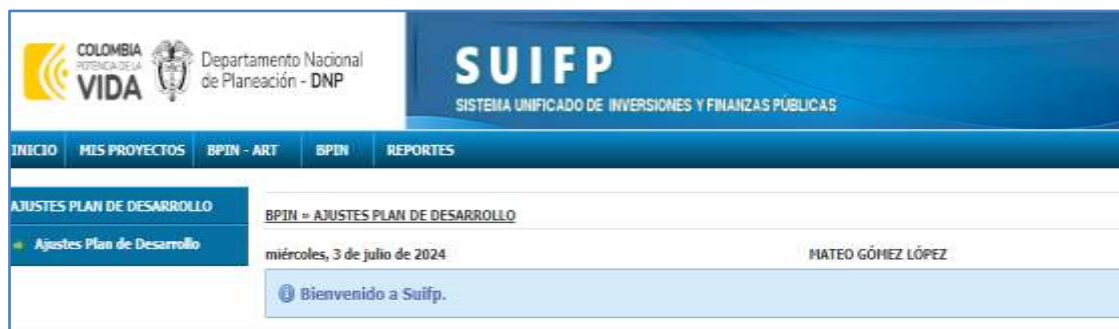 COLOMBIA
POTENCIA DE LA
VIDA
Departamento Nacional
de Planeación - DNP
SUIFP
SISTEMA UNIFICADO DE INVERSIONES Y FINANZAS PÚBLICAS
INICIO MIS PROYECTOS BPIN - ART BPIN REPORTES
AJUSTES PLAN DE DESARROLLO
Ajustes Plan de Desarrollo
BPIN » AJUSTES PLAN DE DESARROLLO
miércoles, 3 de julio de 2024 MATEO GÓMEZ LÓPEZ
Bienvenido a Suifp.